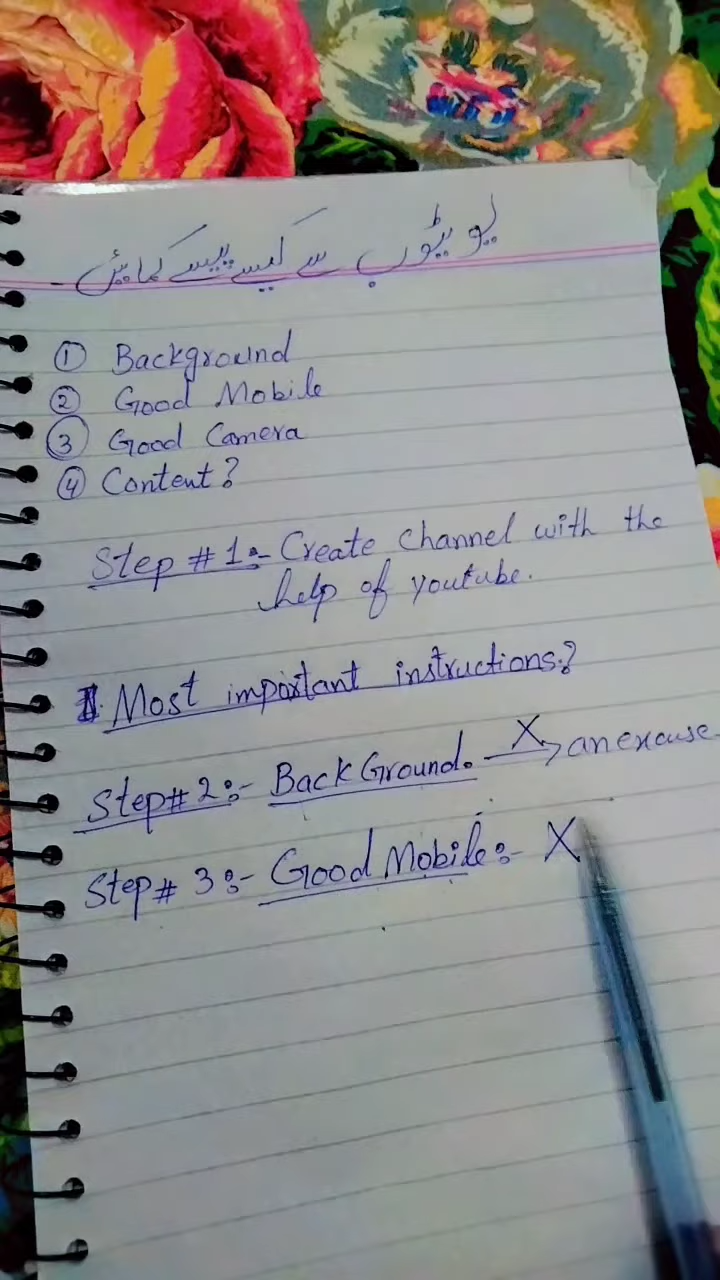 یوٹیوب سے کیسے پیسے کمائیں۔
① Background
② Good Mobile
③ Good Camera
④ Content?
Step # 1:- Create Channel with the
help of youtube.
Most important instructions:?
Step# 2:- BackGround. X → an excuse
Step# 3:- Good Mobile:- X